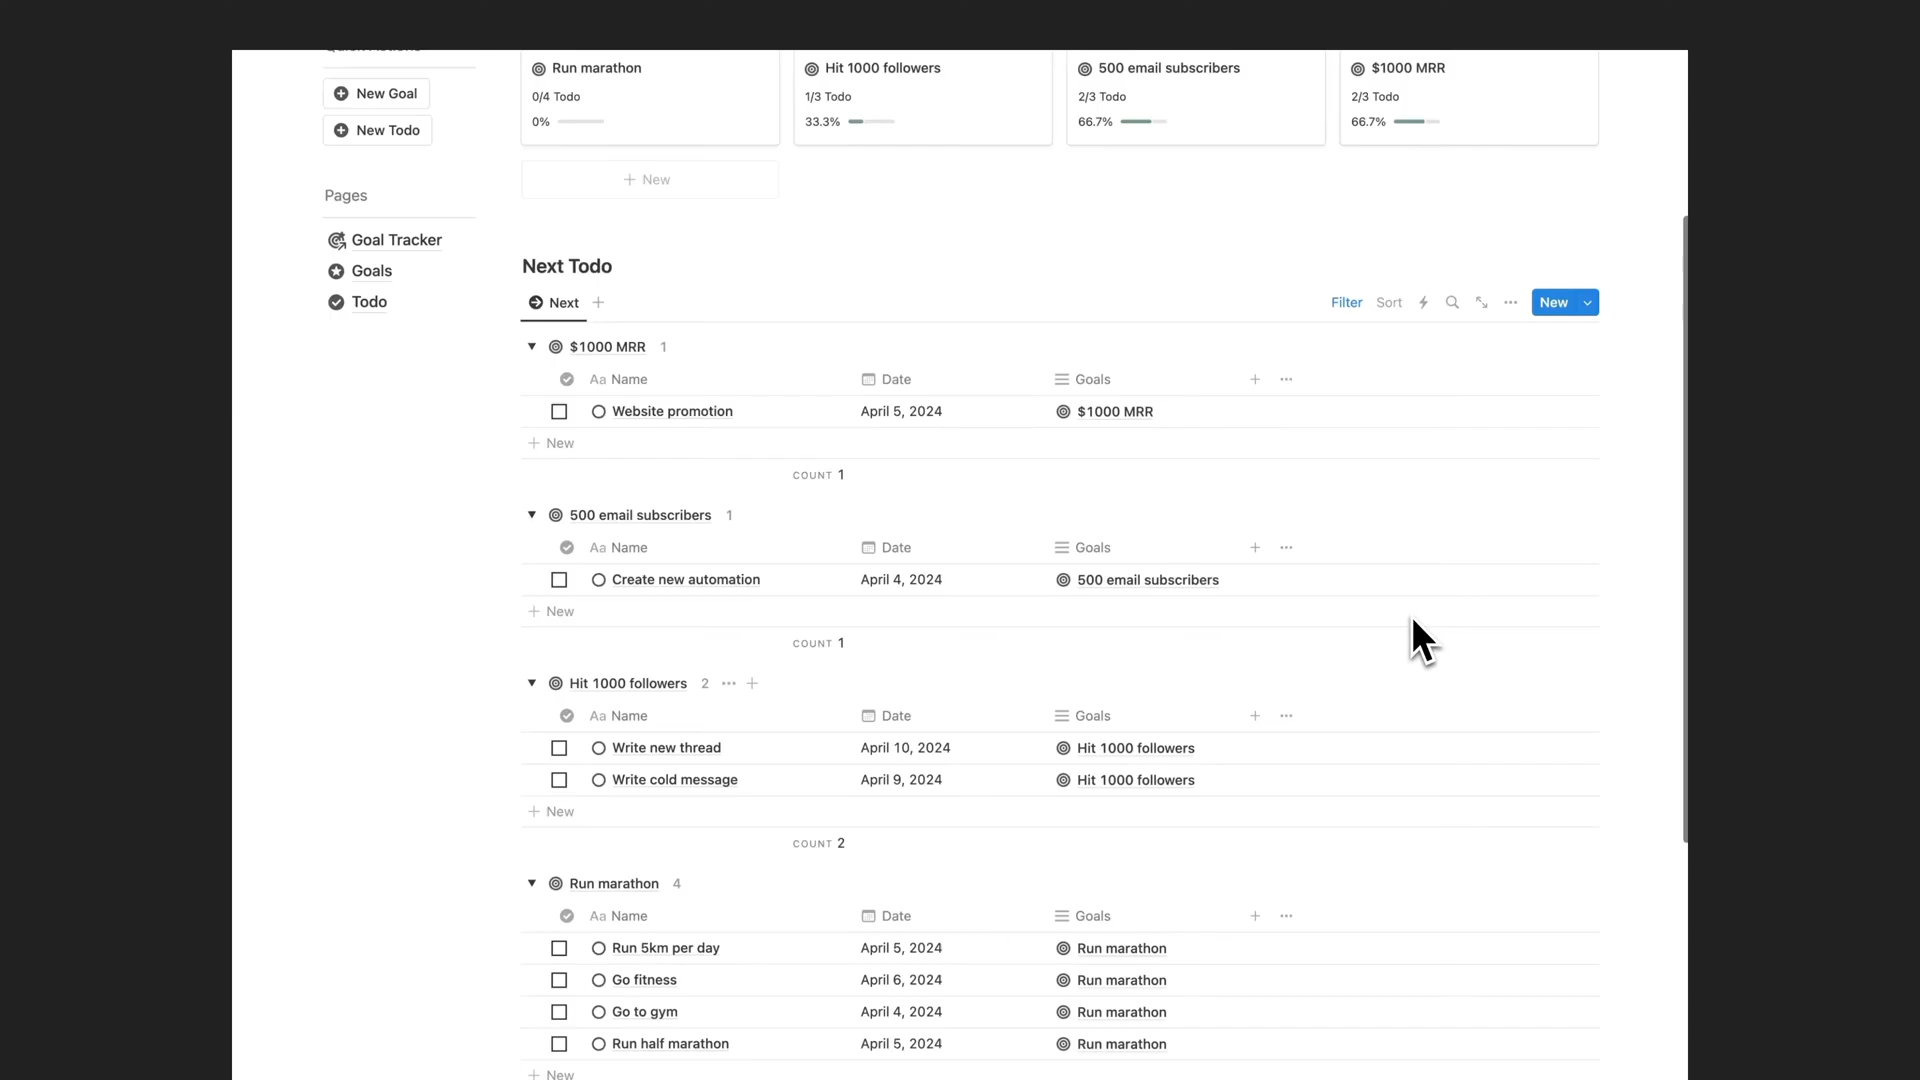 Run marathon
0/4 Todo
0%
Hit 1000 followers
1/3 Todo
33.3%
500 email subscribers
2/3 Todo
66.7%
$1000 MRR
2/3 Todo
66.7%
+ New
New Goal
New Todo
Pages
Goal Tracker
Goals
Todo
Next Todo
Next +
Filter Sort New
$1000 MRR 1
Aa Name Date Goals
Website promotion April 5, 2024 $1000 MRR
+ New
COUNT 1
500 email subscribers 1
Aa Name Date Goals
Create new automation April 4, 2024 500 email subscribers
+ New
COUNT 1
Hit 1000 followers 2
Aa Name Date Goals
Write new thread April 10, 2024 Hit 1000 followers
Write cold message April 9, 2024 Hit 1000 followers
+ New
COUNT 2
Run marathon 4
Aa Name Date Goals
Run 5km per day April 5, 2024 Run marathon
Go fitness April 6, 2024 Run marathon
Go to gym April 4, 2024 Run marathon
Run half marathon April 5, 2024 Run marathon
+ New